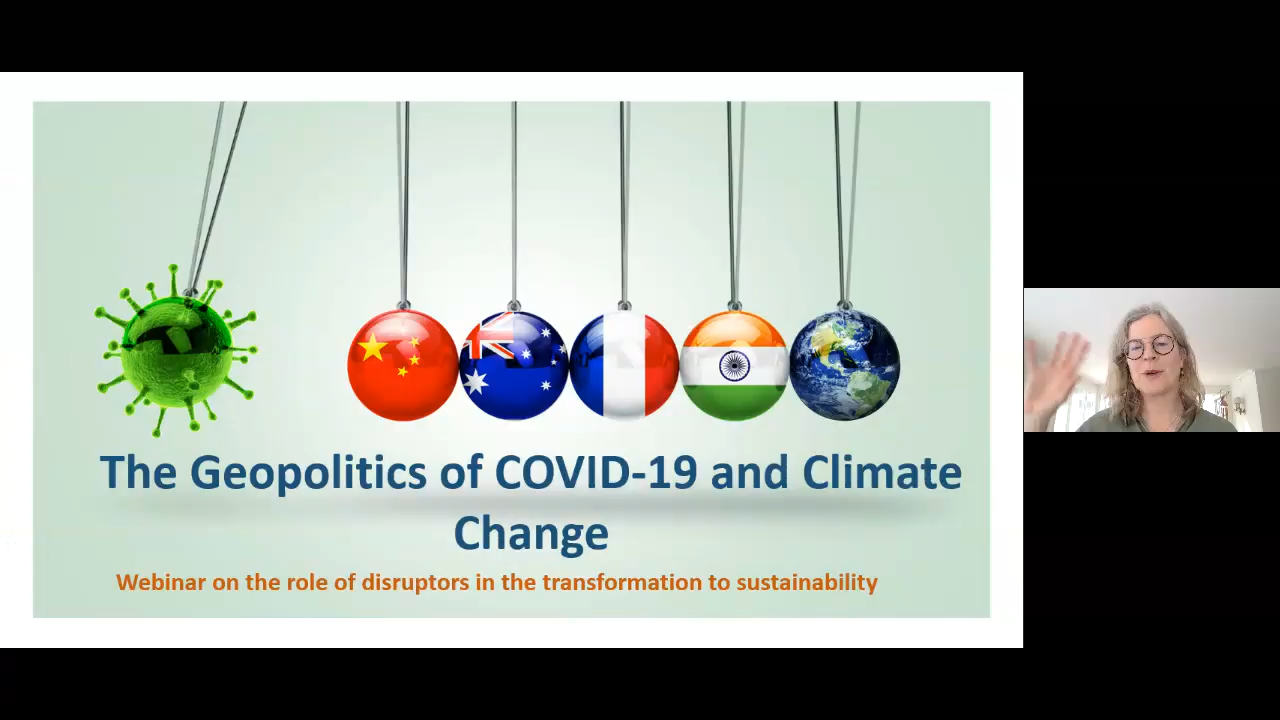 The Geopolitics of COVID-19 and Climate
Change
Webinar on the role of disruptors in the transformation to sustainability